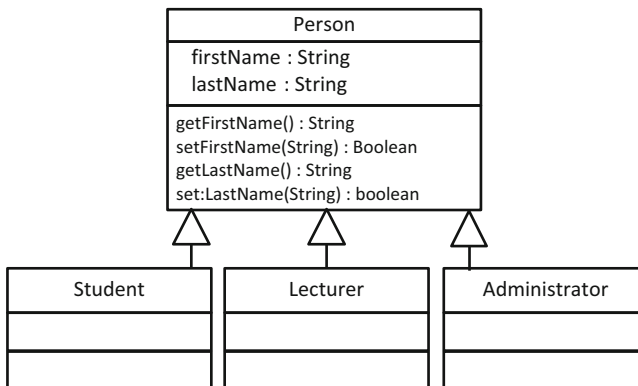 Person
firstName : String
lastName : String
getFirstName() : String
setFirstName(String) : Boolean
getLastName() : String
set:LastName(String) : boolean
Student
Lecturer
Administrator